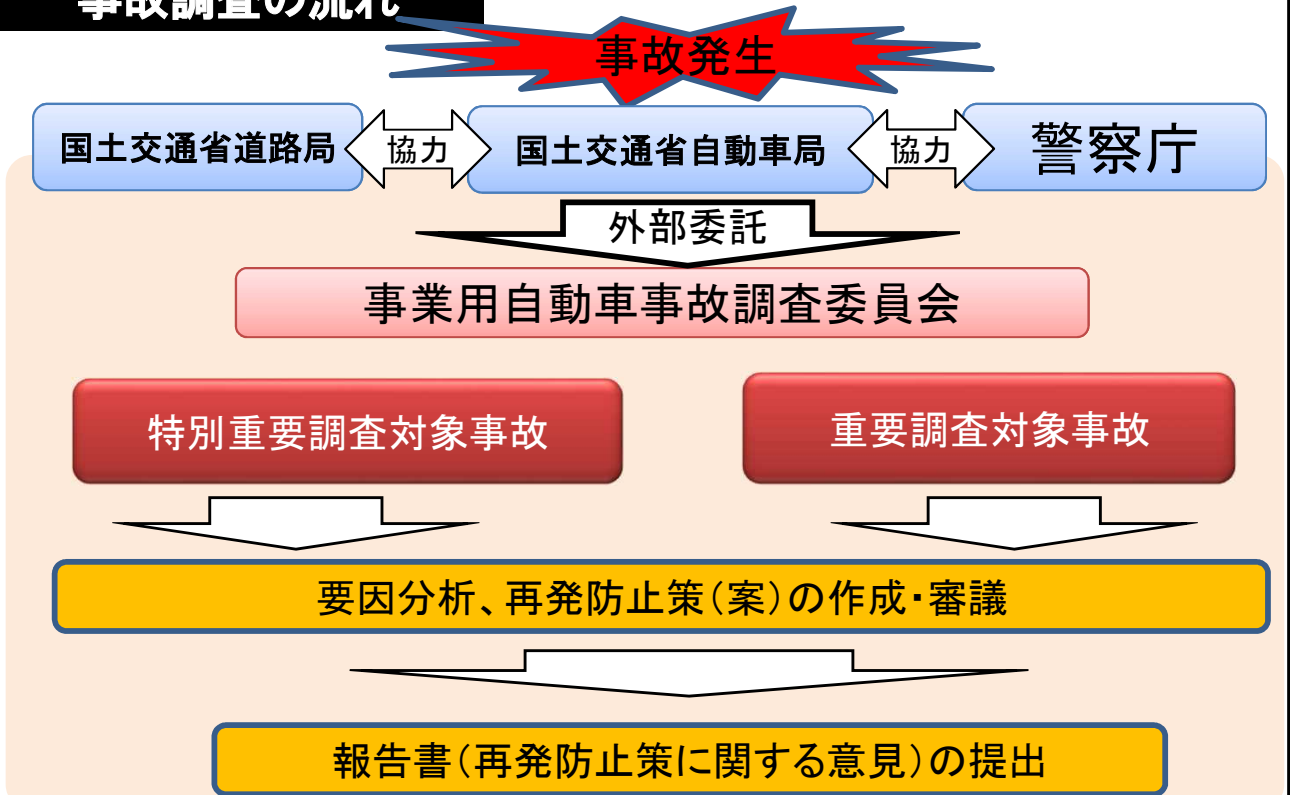 事故調査の流れ
事故発生
国土交通省道路局
協力
国土交通省自動車局
協力
警察庁
外部委託
事業用自動車事故調査委員会
特別重要調査対象事故
重要調査対象事故
要因分析、再発防止策(案)の作成・審議
報告書(再発防止策に関する意見)の提出